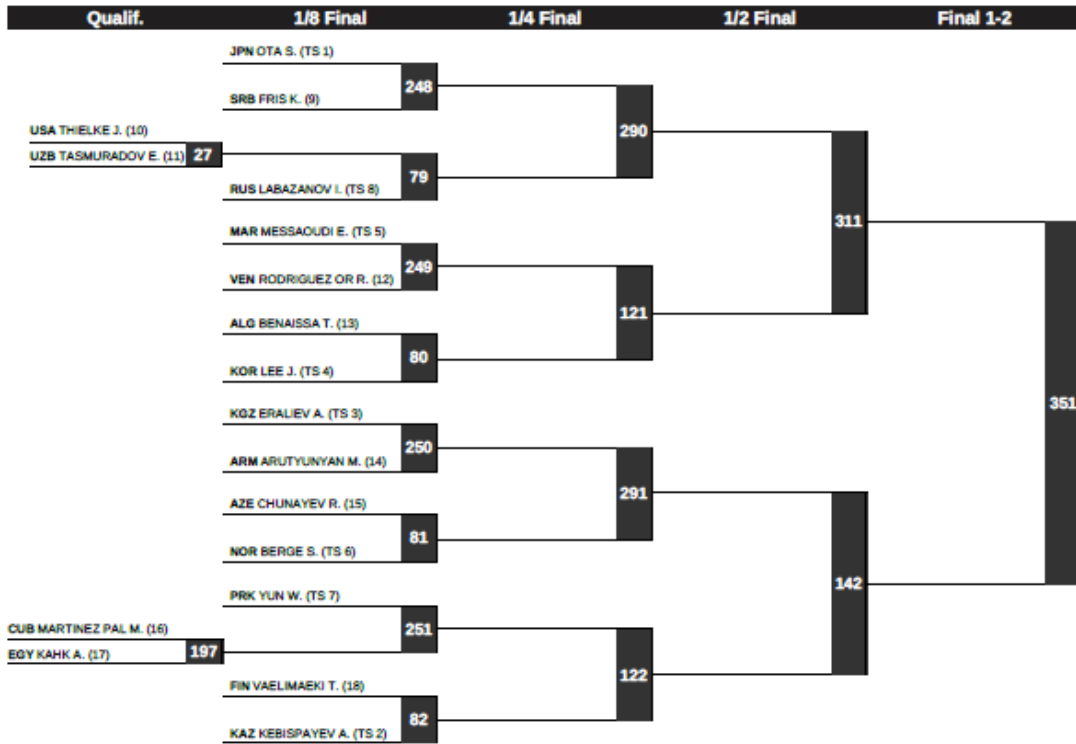 Qualif. 1/8 Final 1/4 Final 1/2 Final Final 1-2
JPN OTA S. (TS 1)
248
SRB FRIS K. (9)
290
USA THIELKE J. (10)
UZB TASMURADOV E. (11) 27
79
RUS LABAZANOV I. (TS 8)
311
MAR MESSAOUDI E. (TS 5)
249
VEN RODRIGUEZ OR R. (12)
121
ALG BENAISSA T. (13)
80
KOR LEE J. (TS 4)
351
KGZ ERALIEV A. (TS 3)
250
ARM ARUTYUNYAN M. (14)
291
AZE CHUNAYEV R. (15)
81
NOR BERGE S. (TS 6)
142
PRK YUN W. (TS 7)
251
CUB MARTINEZ PAL M. (16)
EGY KAHK A. (17) 197
122
FIN VAELIMAEKI T. (18)
82
KAZ KEBISPAYEV A. (TS 2)